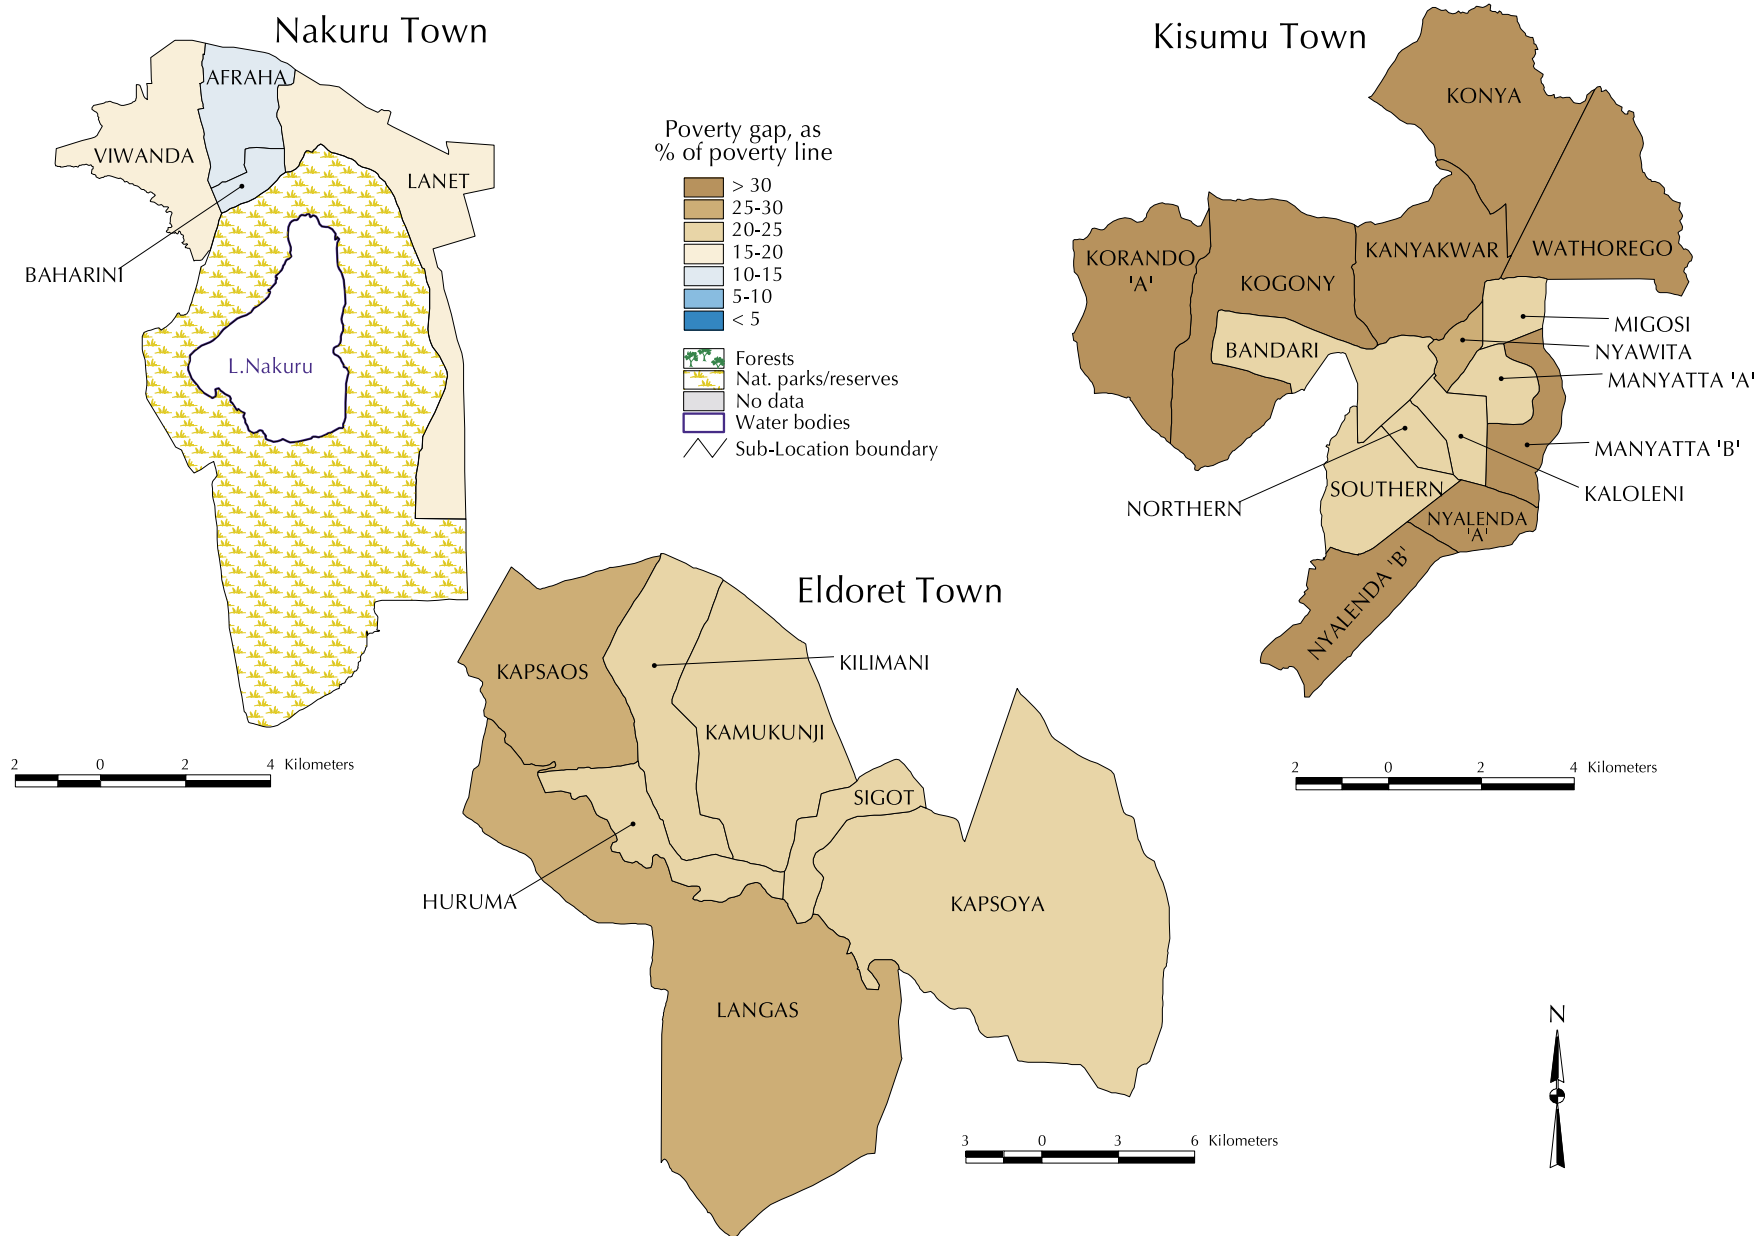 Nakuru Town
AFRAHA
VIWANDA
LANET
BAHARINI
L.Nakuru
2 0 2 4 Kilometers
Poverty gap, as
% of poverty line
> 30
25-30
20-25
15-20
10-15
5-10
< 5
Forests
Nat. parks/reserves
No data
Water bodies
Sub-Location boundary
Kisumu Town
KONYA
KORANDO
'A'
KOGONY
KANYAKWAR
WATHOREGO
BANDARI
MIGOSI
NYAWITA
MANYATTA 'A'
MANYATTA 'B'
KALOLENI
NORTHERN
SOUTHERN
NYALENDA
'A'
NYALENDA 'B'
2 0 2 4 Kilometers
Eldoret Town
KAPSAOS
KILIMANI
KAMUKUNJI
SIGOT
HURUMA
KAPSOYA
LANGAS
3 0 3 6 Kilometers
N